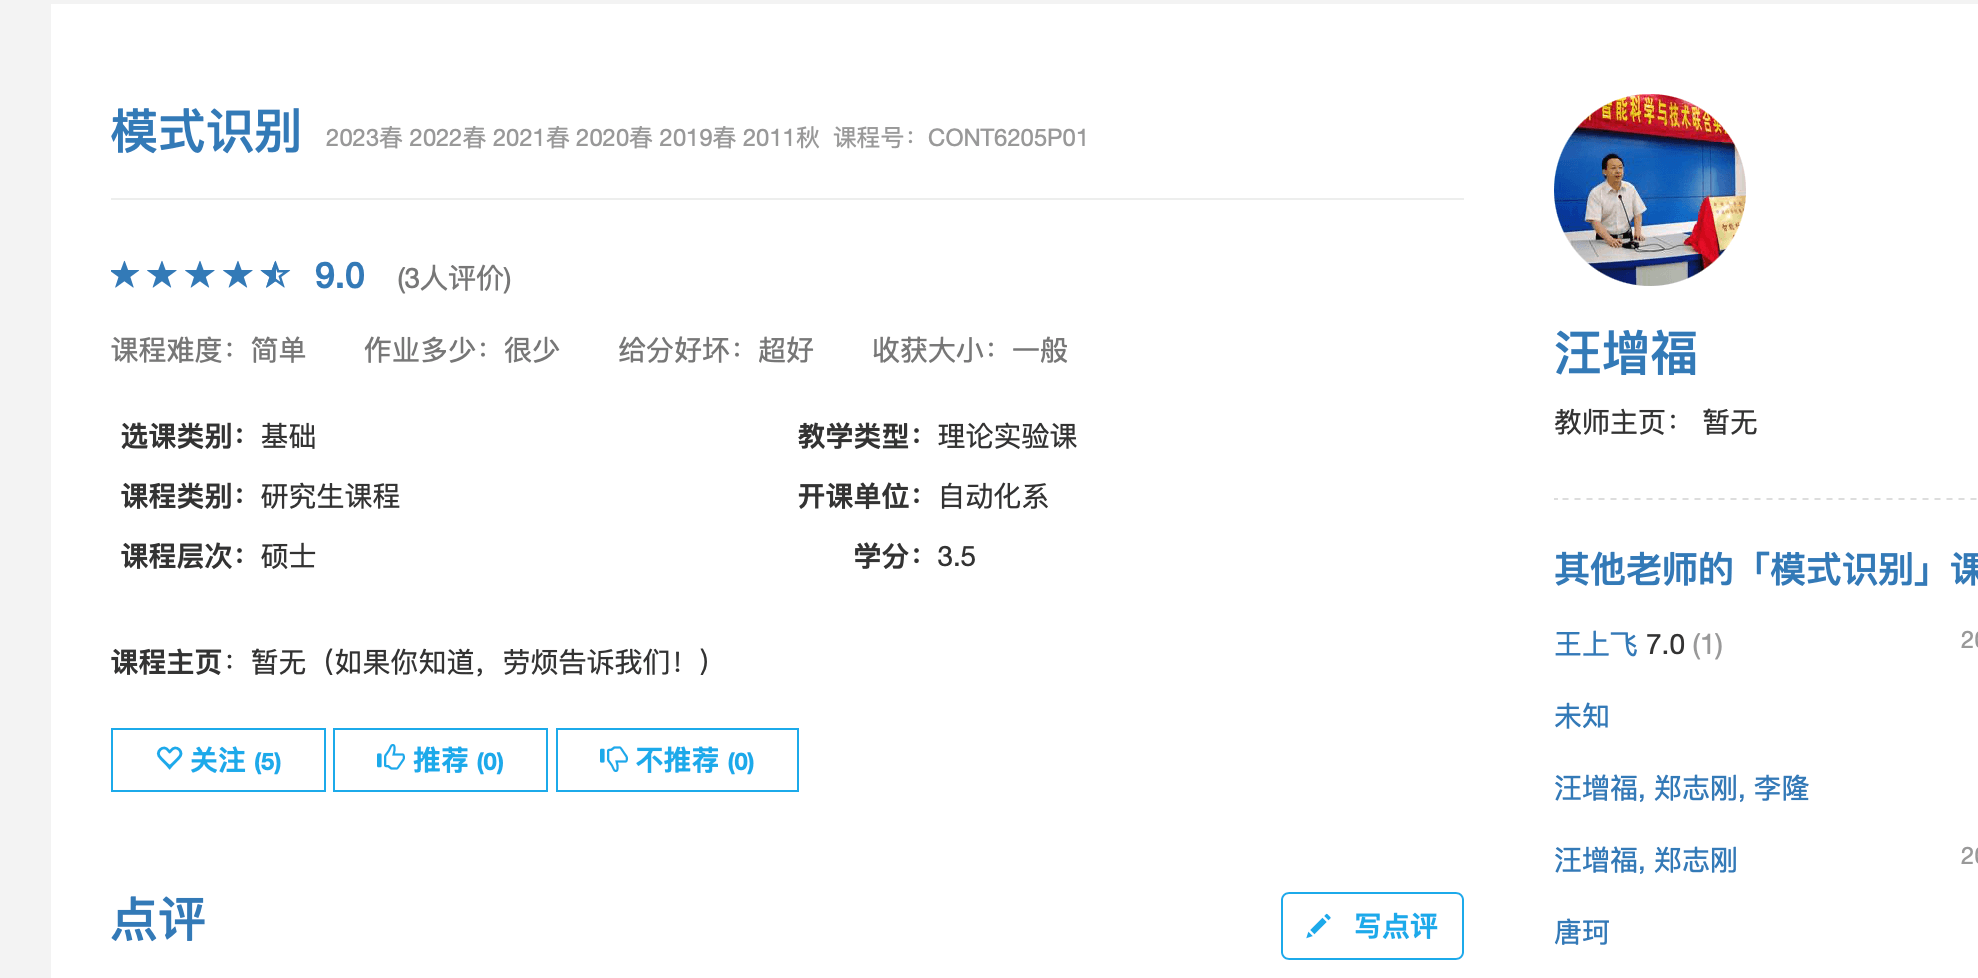 模式识别 2023春 2022春 2021春 2020春 2019春 2011秋 课程号：CONT6205P01
9.0 (3人评价)
课程难度：简单 作业多少：很少 给分好坏：超好 收获大小：一般
选课类别：基础 教学类型：理论实验课
课程类别：研究生课程 开课单位：自动化系
课程层次：硕士 学分：3.5
课程主页：暂无（如果你知道，劳烦告诉我们！）
关注 (5) 推荐 (0) 不推荐 (0)
点评 写点评
智能科学与技术联合
汪增福
教师主页： 暂无
其他老师的「模式识别」课
王上飞 7.0 (1)
未知
汪增福, 郑志刚, 李隆
汪增福, 郑志刚
唐珂